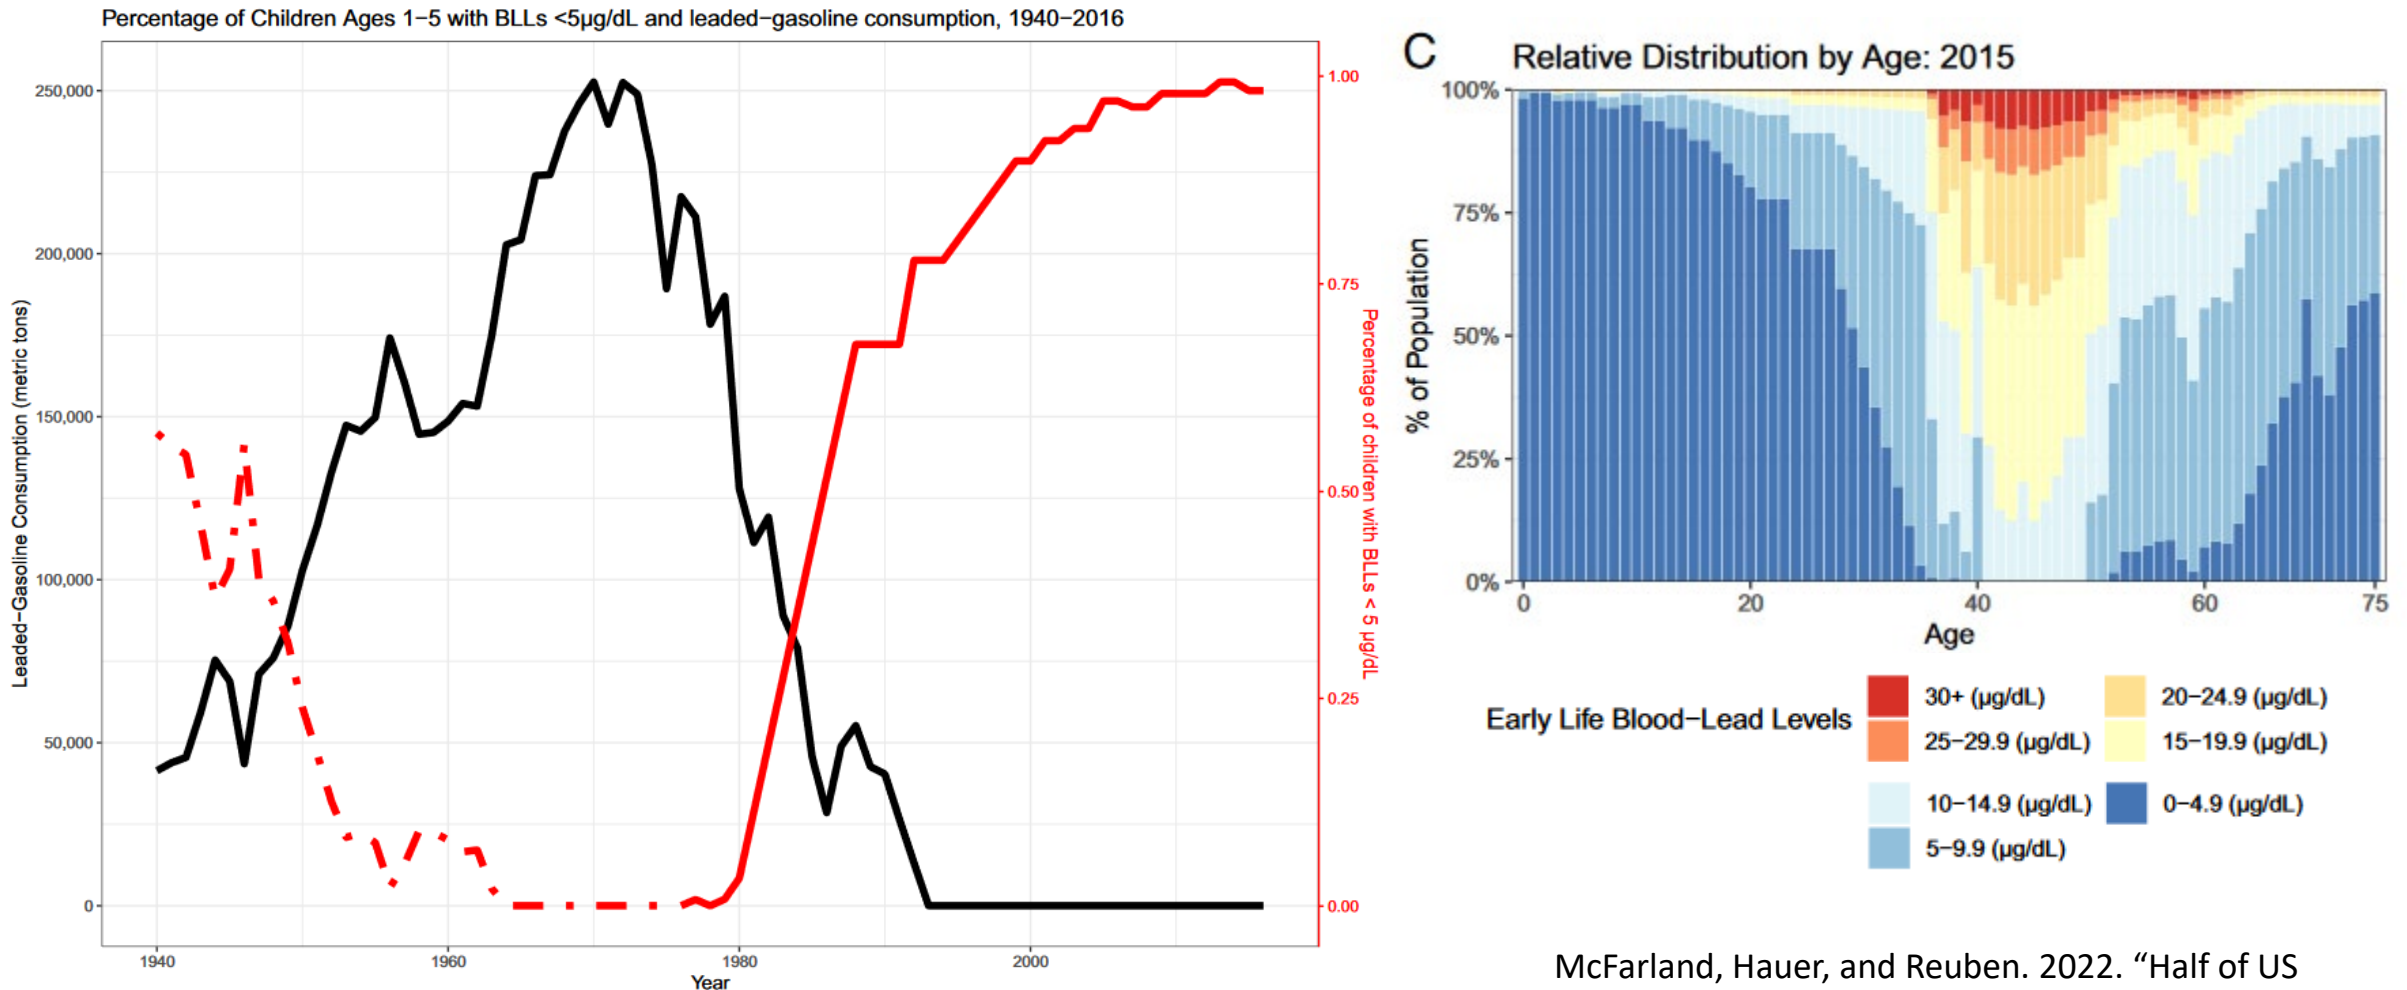 Percentage of Children Ages 1−5 with BLLs <5µg/dL and leaded−gasoline consumption, 1940−2016
Leaded−Gasoline Consumption (metric tons)
250,000
200,000
150,000
100,000
50,000
0
1940
1960
1980
2000
Year
1.00
0.75
0.50
0.25
0.00
Percentage of children with BLLs < 5 µg/dL
C
Relative Distribution by Age: 2015
% of Population
100%
75%
50%
25%
0%
0
20
40
60
75
Age
Early Life Blood−Lead Levels
30+ (µg/dL)
25−29.9 (µg/dL)
20−24.9 (µg/dL)
15−19.9 (µg/dL)
10−14.9 (µg/dL)
5−9.9 (µg/dL)
0−4.9 (µg/dL)
McFarland, Hauer, and Reuben. 2022. “Half of US